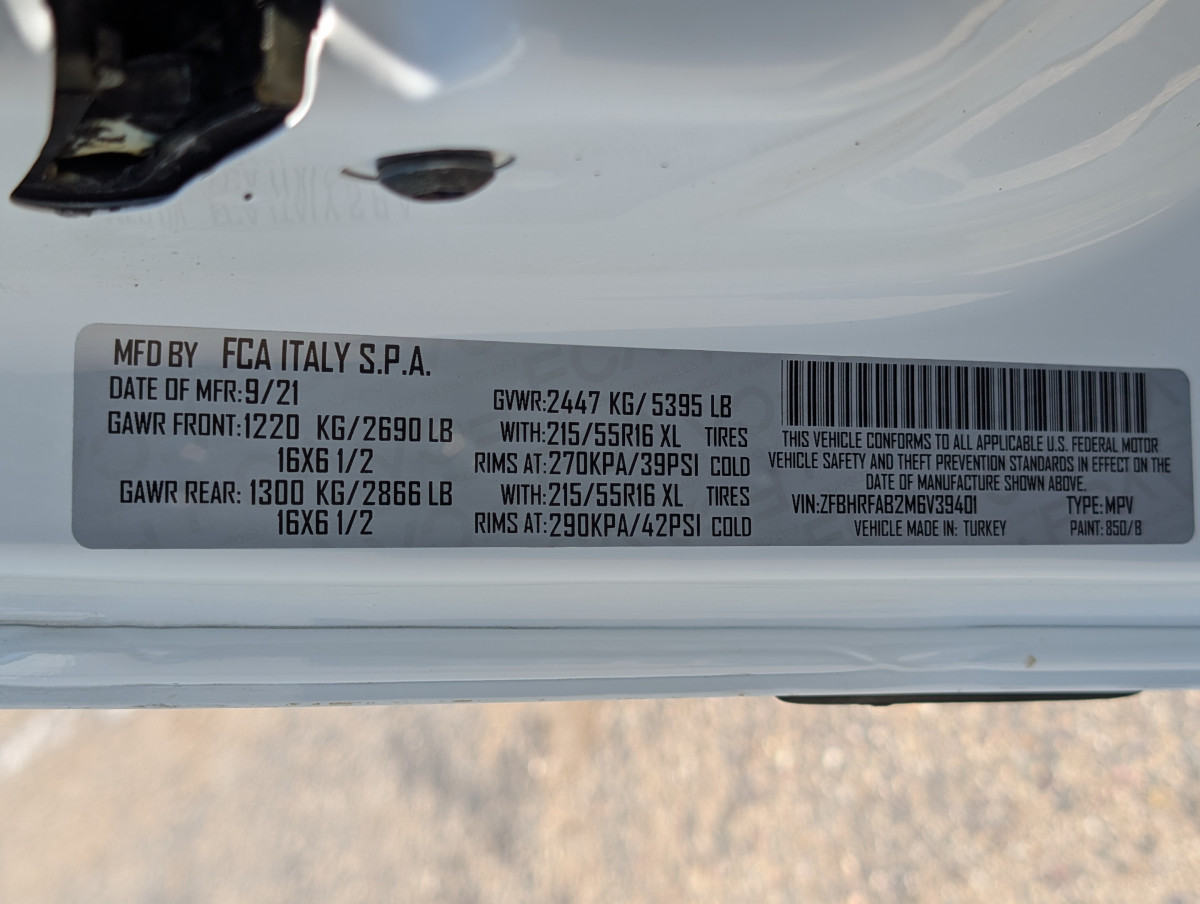 MFD BY FCA ITALY S.P.A.
DATE OF MFR:9/21
GAWR FRONT:1220 KG/2690 LB
16X6 1/2
GAWR REAR: 1300 KG/2866 LB
16X6 1/2
GVWR:2447 KG/5395 LB
WITH:215/55R16 XL TIRES
RIMS AT:270KPA/39PSI COLD
WITH:215/55R16 XL TIRES
RIMS AT:290KPA/42PSI COLD
THIS VEHICLE CONFORMS TO ALL APPLICABLE U.S. FEDERAL MOTOR
VEHICLE SAFETY AND THEFT PREVENTION STANDARDS IN EFFECT ON THE
DATE OF MANUFACTURE SHOWN ABOVE.
VIN:ZFBHRFAB2M6V39401 TYPE:MPV
VEHICLE MADE IN: TURKEY PAINT:850/B